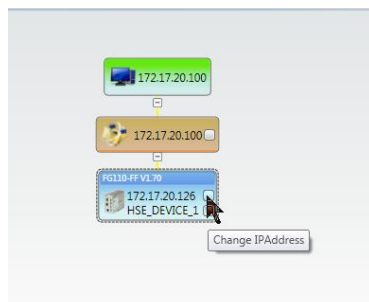 172.17.20.100
172.17.20.100
FG110-FF V1.70
172.17.20.126
HSE_DEVICE_1
Change IPAddress